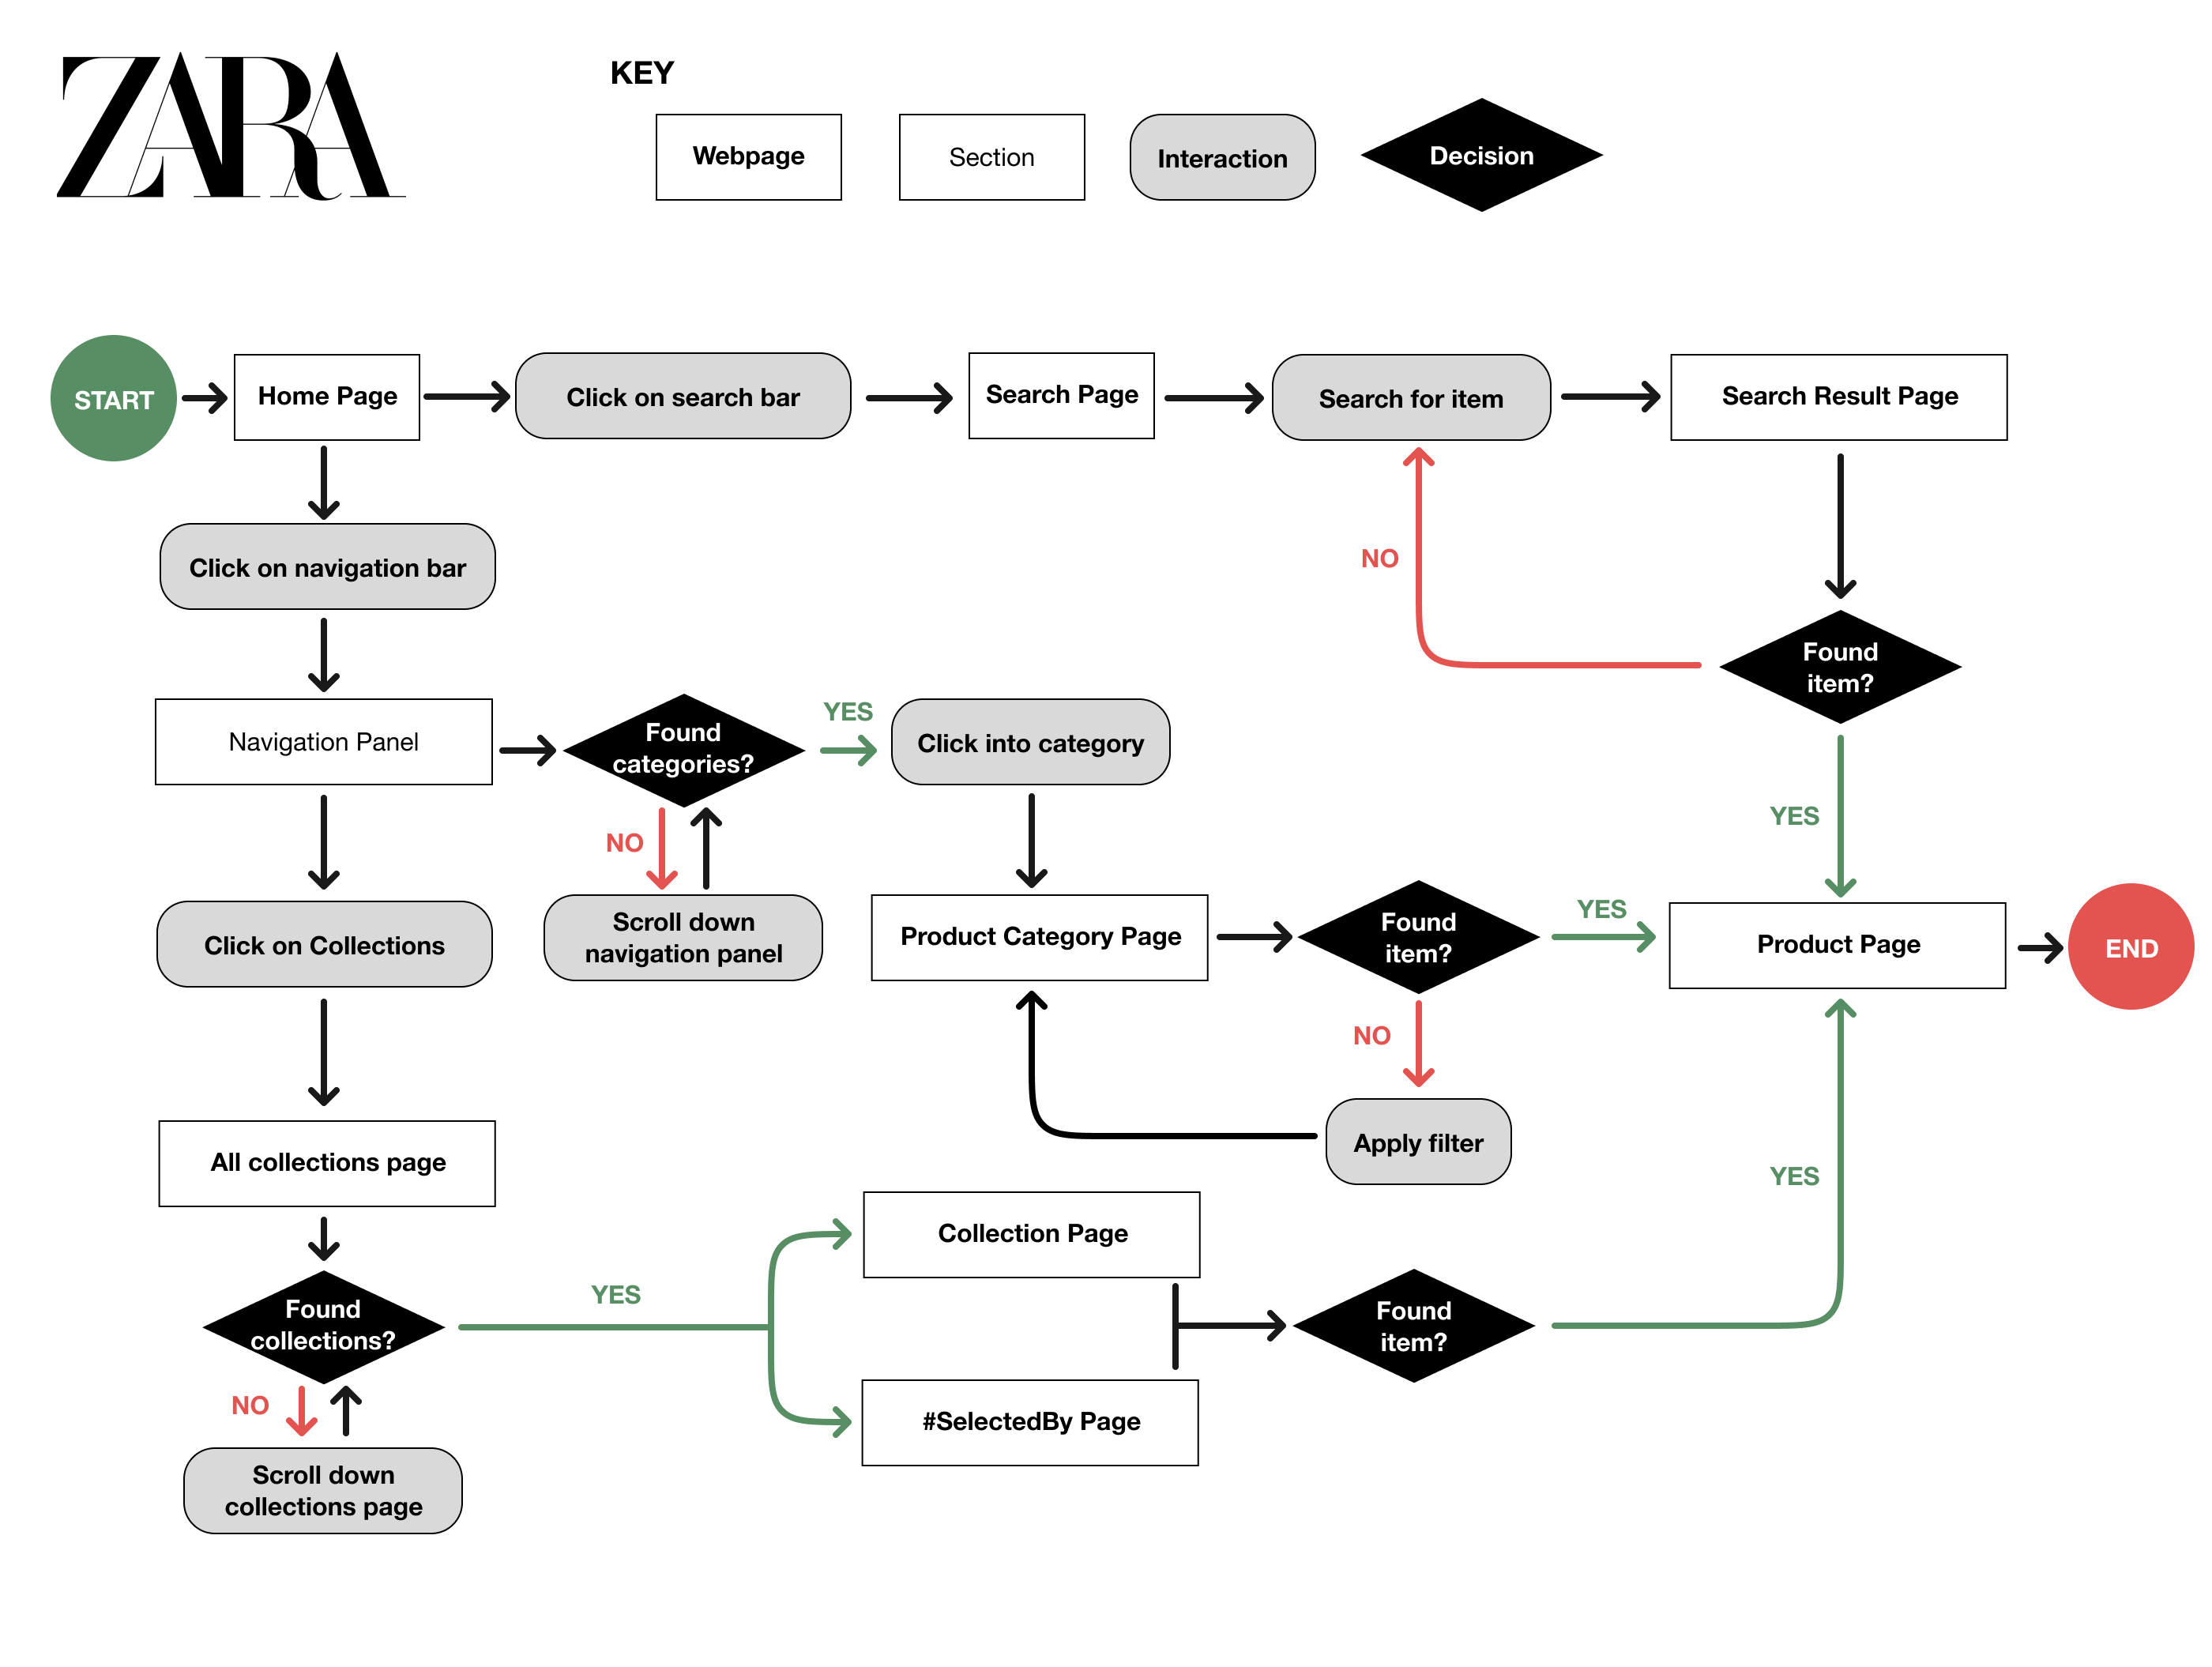 ZARA
KEY
Webpage
Section
Interaction
Decision
START
Home Page
Click on search bar
Search Page
Search for item
Search Result Page
Click on navigation bar
NO
Found
item?
Navigation Panel
Found
categories?
YES
Click into category
YES
NO
Click on Collections
Scroll down
navigation panel
Product Category Page
Found
item?
YES
Product Page
END
NO
Apply filter
All collections page
YES
Collection Page
Found
collections?
YES
Found
item?
NO
#SelectedBy Page
Scroll down
collections page